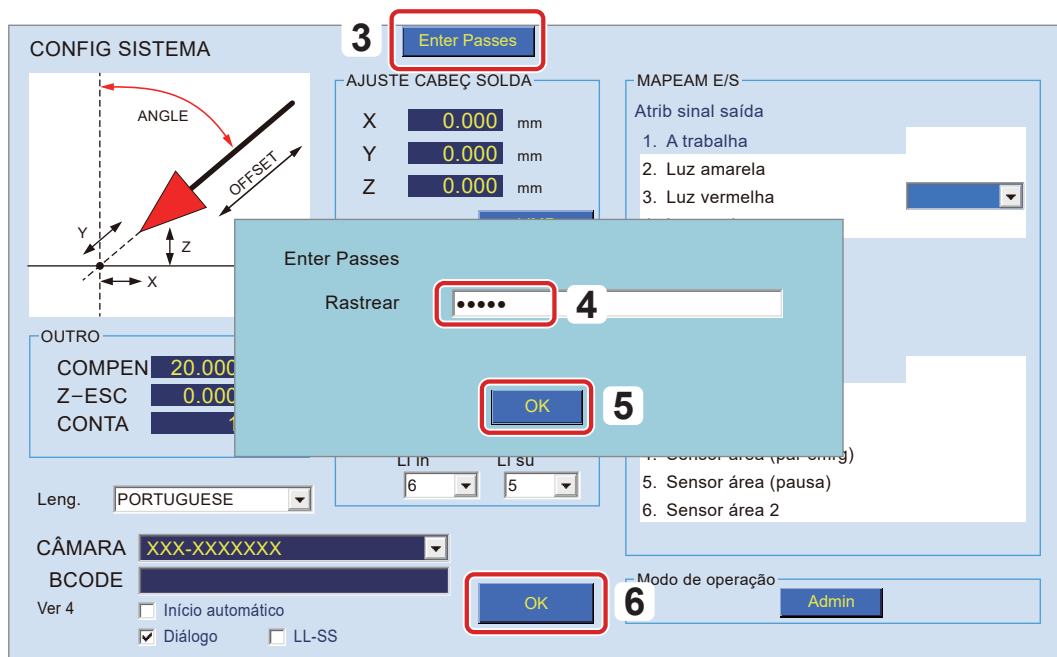 3
Enter Passes
CONFIG SISTEMA
ANGLE
OFFSET
Y
Z
X
AJUSTE CABEÇ SOLDA
X 0.000 mm
Y 0.000 mm
Z 0.000 mm
MAPEAM E/S
Atrib sinal saída
1. A trabalha
2. Luz amarela
3. Luz vermelha
Enter Passes
Rastrear ••••• 4
OK 5
OUTRO
COMPEN 20.000
Z−ESC 0.000
CONTA
Li in Li su
6 5
4. Sensor área (par emrg)
5. Sensor área (pausa)
6. Sensor área 2
Leng. PORTUGUESE
CÂMARA XXX-XXXXXXX
BCODE
Ver 4
Início automático
Diálogo LL-SS
OK 6
Modo de operação
Admin